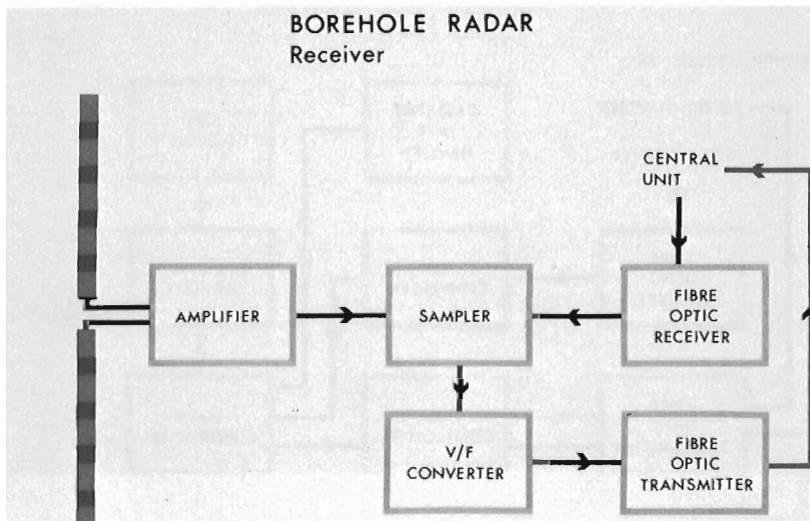 BOREHOLE RADAR
Receiver
CENTRAL
UNIT
AMPLIFIER
SAMPLER
FIBRE
OPTIC
RECEIVER
V/F
CONVERTER
FIBRE
OPTIC
TRANSMITTER